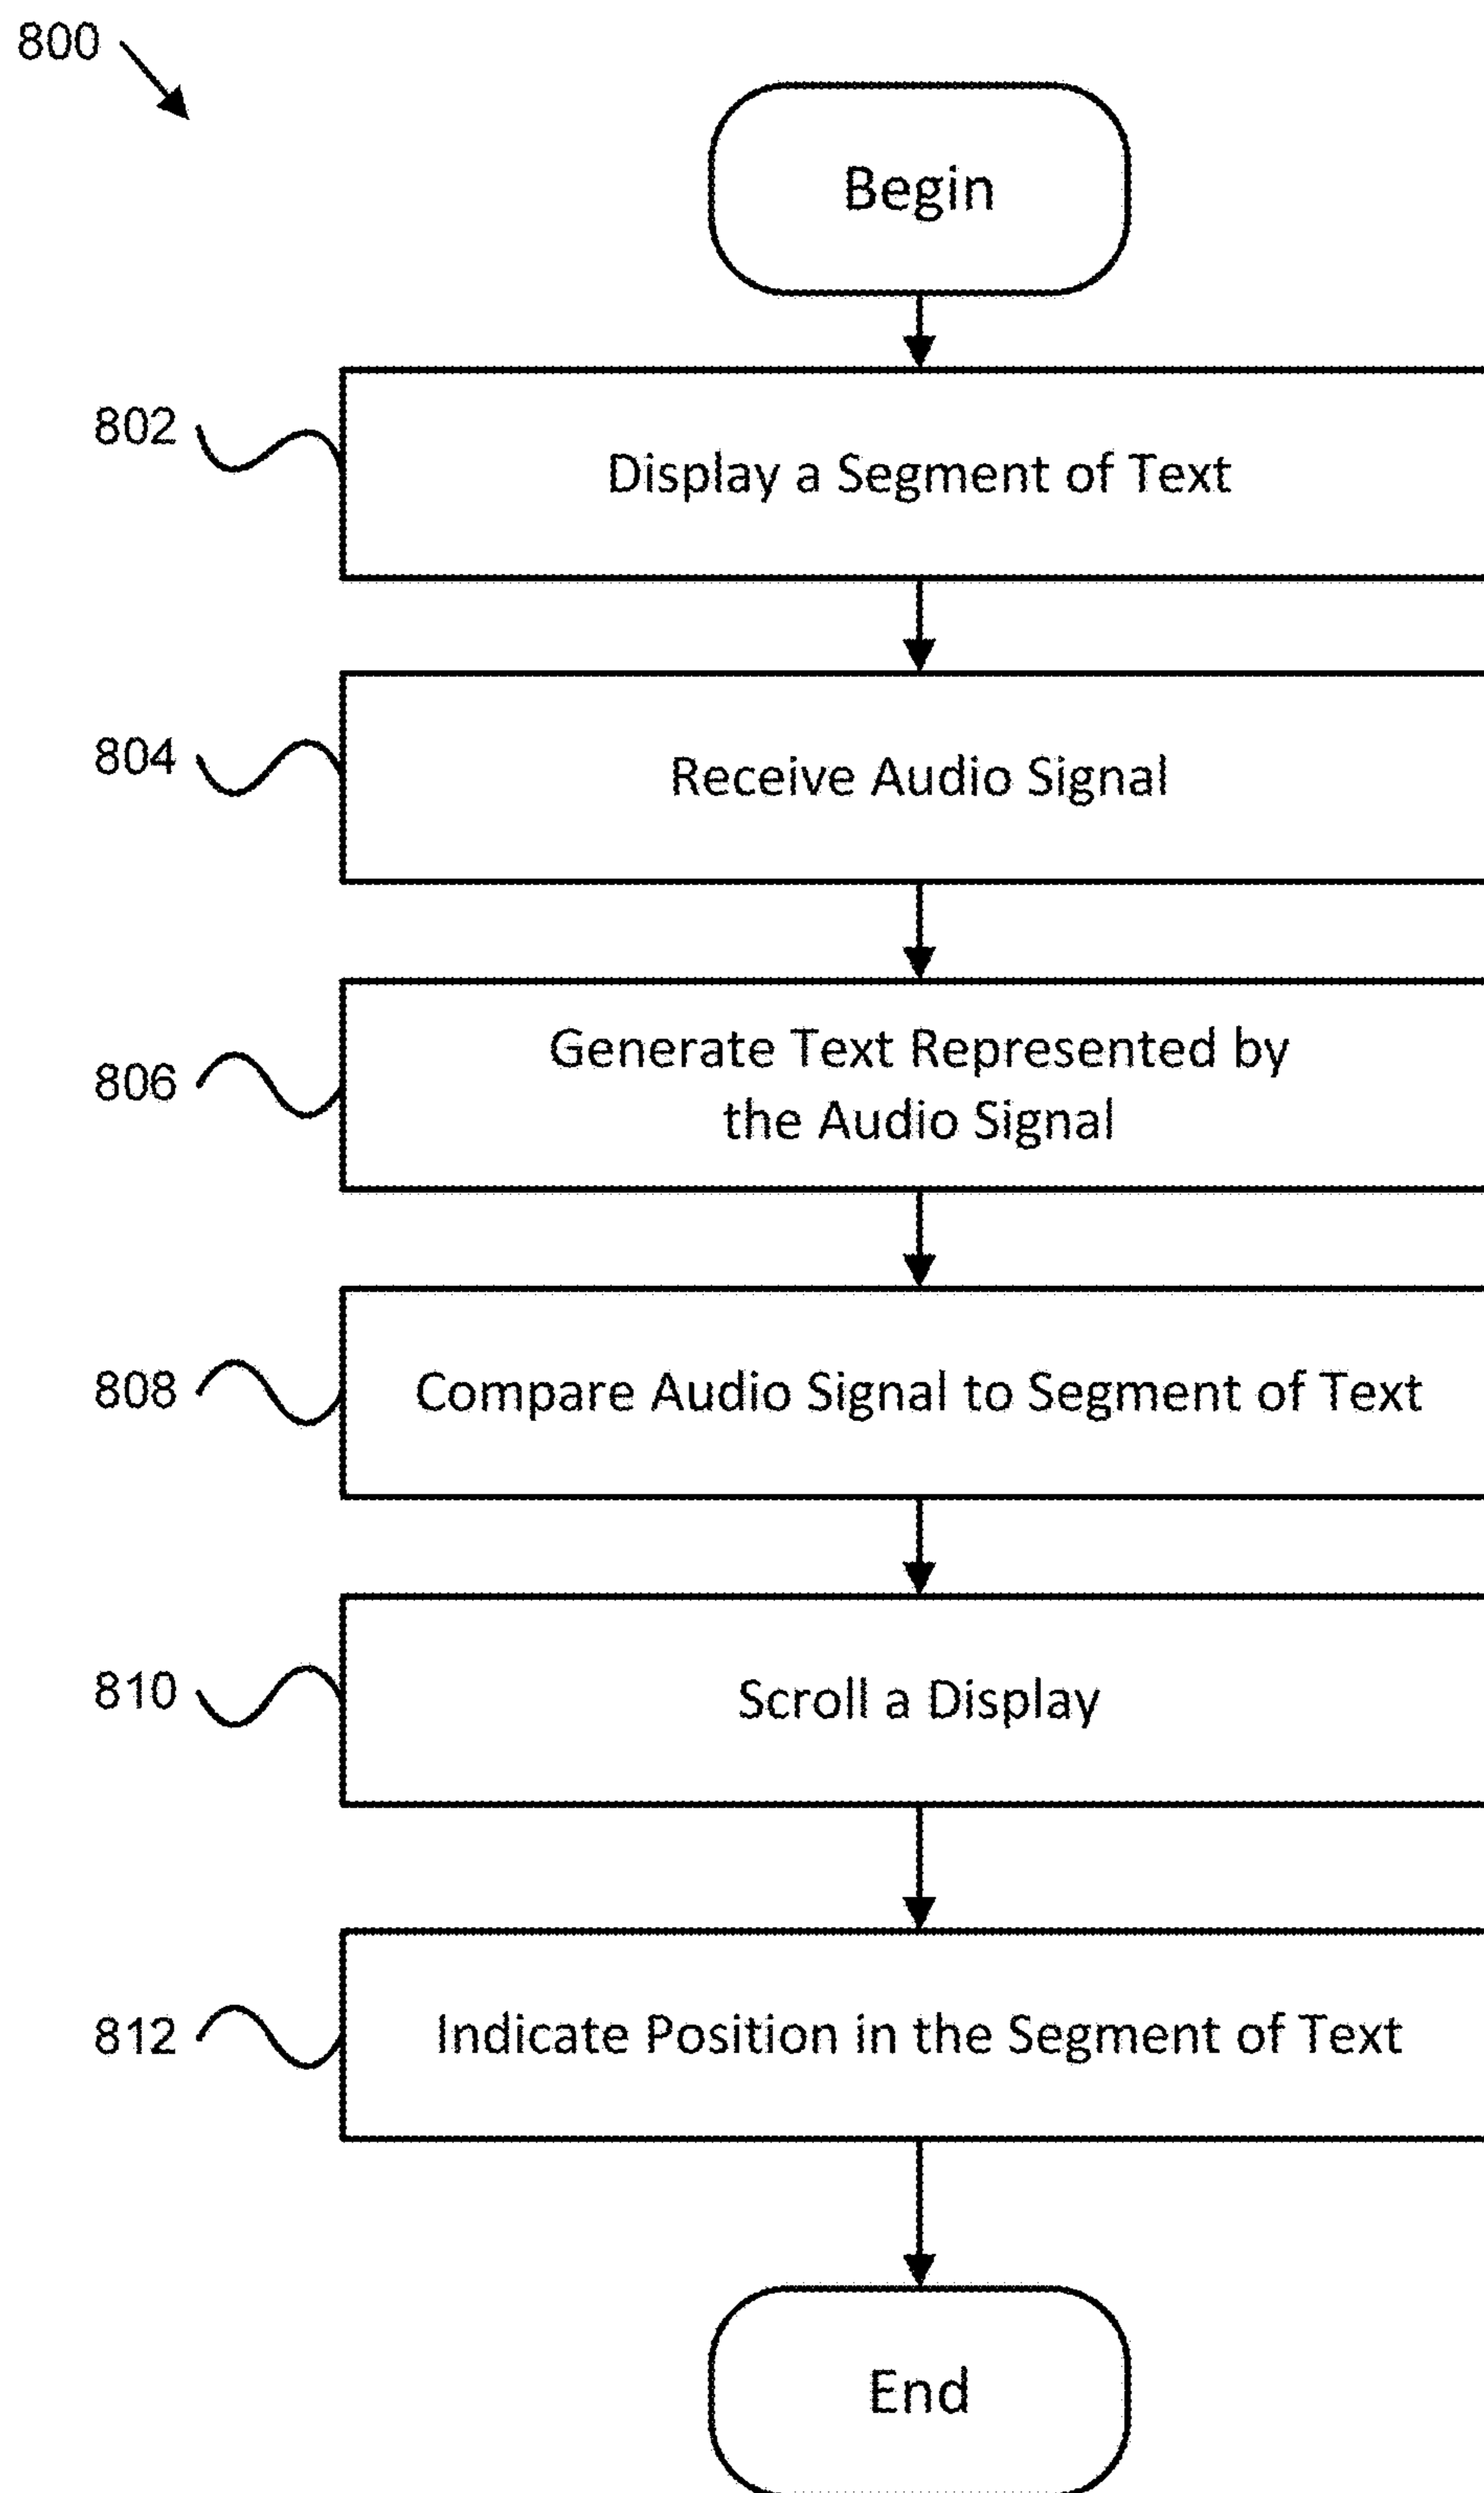 800
Begin
802
Display a Segment of Text
804
Receive Audio Signal
806
Generate Text Represented by
the Audio Signal
808
Compare Audio Signal to Segment of Text
810
Scroll a Display
812
Indicate Position in the Segment of Text
End